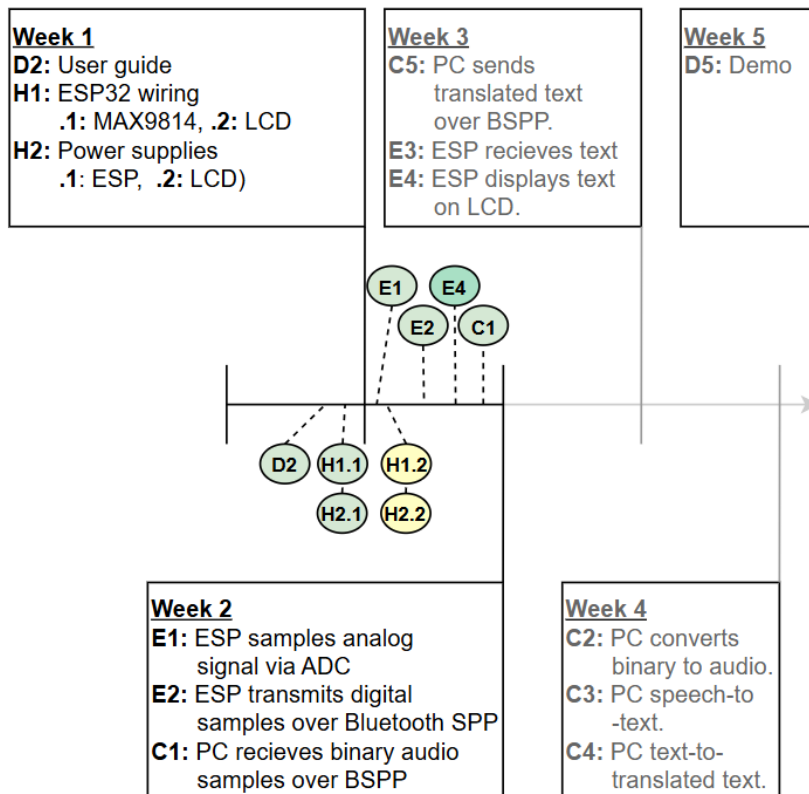 Week 1
D2: User guide
H1: ESP32 wiring
.1: MAX9814, .2: LCD
H2: Power supplies
.1: ESP, .2: LCD)
Week 3
C5: PC sends
translated text
over BSPP.
E3: ESP recieves text
E4: ESP displays text
on LCD.
Week 5
D5: Demo
E1
E4
E2
C1
D2
H1.1
H1.2
H2.1
H2.2
Week 2
E1: ESP samples analog
signal via ADC
E2: ESP transmits digital
samples over Bluetooth SPP
C1: PC recieves binary audio
samples over BSPP
Week 4
C2: PC converts
binary to audio.
C3: PC speech-to
-text.
C4: PC text-to-
translated text.